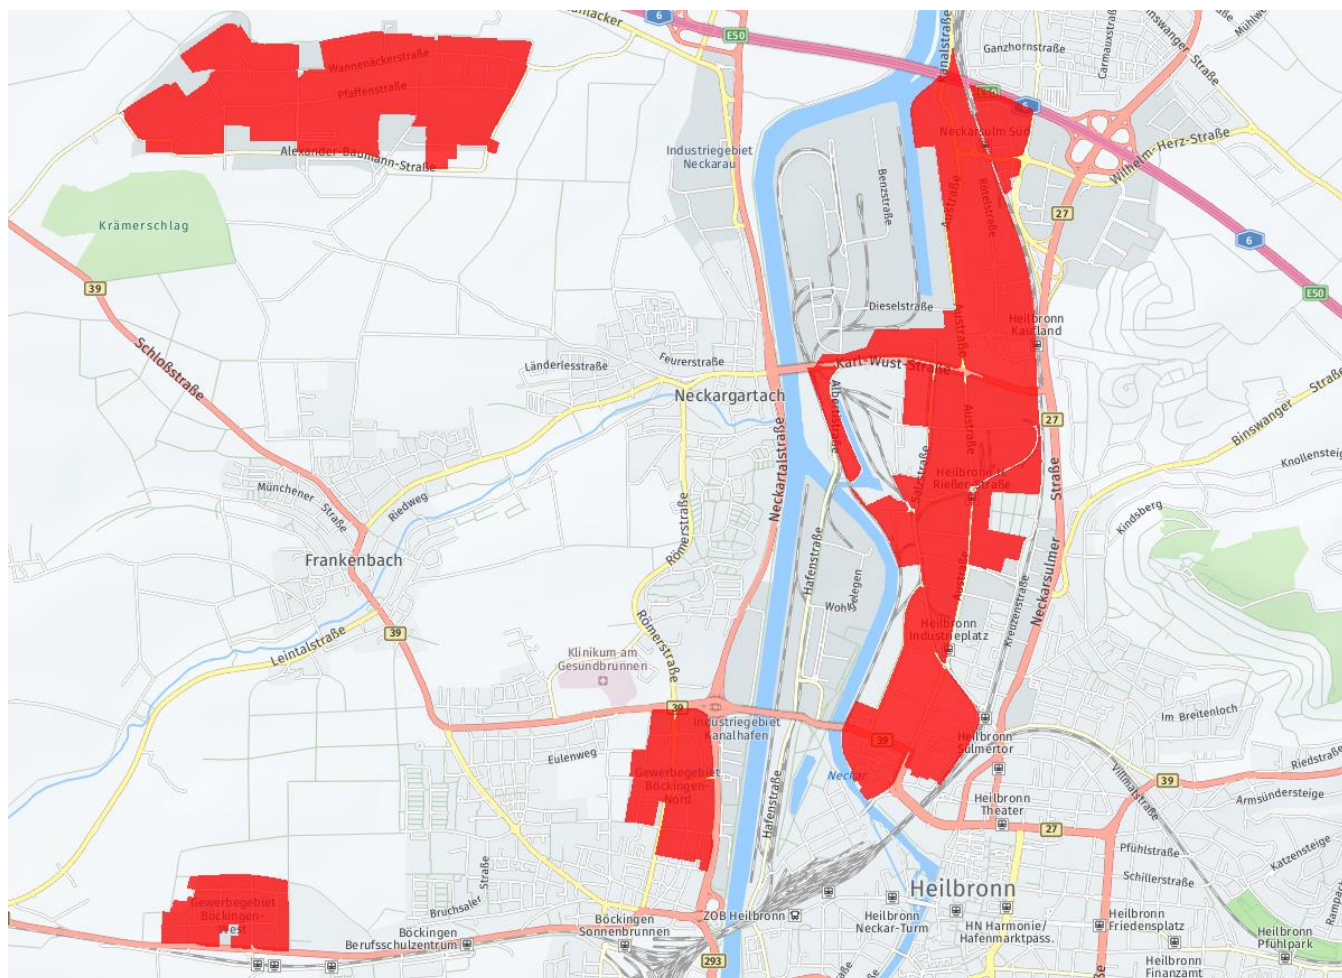 6
E50
Kanalstraße
Ganzhornstraße
Carmauxstraße
Binswanger Straße
Wannenäckerstraße
Pfaffenstraße
Alexander-Baumann-Straße
Industriegebiet
Neckarau
Benzstraße
E50
6
Neckarsulm Süd
Wilhelm-Herz-Straße
Austraße
Rötelstraße
27
Krämerschlag
6
E50
39
Dieselstraße
Heilbronn
Kaufland
Austraße
Schloßstraße
Länderlesstraße
Feurerstraße
Karl-Wüst-Straße
Neckargartach
Albertistraße
Austraße
27
Binswanger Straße
Neckartalstraße
Knollensteige
Münchener
Straße
Riedweg
Salzstraße
Heilbronn H.-
Rießer-Straße
Neckarsulmer Straße
Kindsberg
Römerstraße
Frankenbach
Hafenstraße
Austraße
Wohlgelegen
Kreuzenstraße
39
Leintalstraße
Römerstraße
Heilbronn
Industrieplatz
Klinikum am
Gesundbrunnen
39
Industriegebiet
Kanalhafen
Im Breitenloch
Eulenweg
39
Heilbronn
Sülmertor
Riedstraße
Gewerbegebiet
Böckingen-
Nord
Neckar
39
Hafenstraße
Heilbronn
Theater
Armsündersteige
27
Pfühlstraße
Katzensteige
Schillerstraße
Bruchsaler
Straße
Heilbronn
Gewerbegebiet
Böckingen-
West
Böckingen
Berufsschulzentrum
Böckingen
Sonnenbrunnen
ZOB Heilbronn
Heilbronn
Neckar-Turm
HN Harmonie/
Hafenmarktpass.
Heilbronn
Friedensplatz
Heilbronn
Pfühlpark
293
Heilbronn
Finanzamt